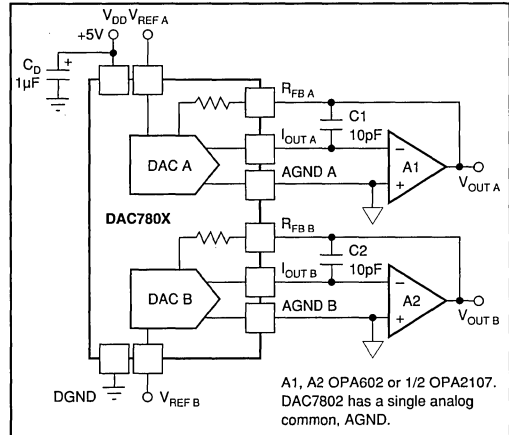 V_DD V_REF A
+5V
C_D
+
1µF
R_FB A
C1
10pF
I_OUT A
DAC A
−
A1
+
AGND A
V_OUT A
DAC780X
R_FB B
C2
10pF
I_OUT B
DAC B
−
A2
+
AGND B
V_OUT B
DGND
V_REF B
A1, A2 OPA602 or 1/2 OPA2107.
DAC7802 has a single analog
common, AGND.